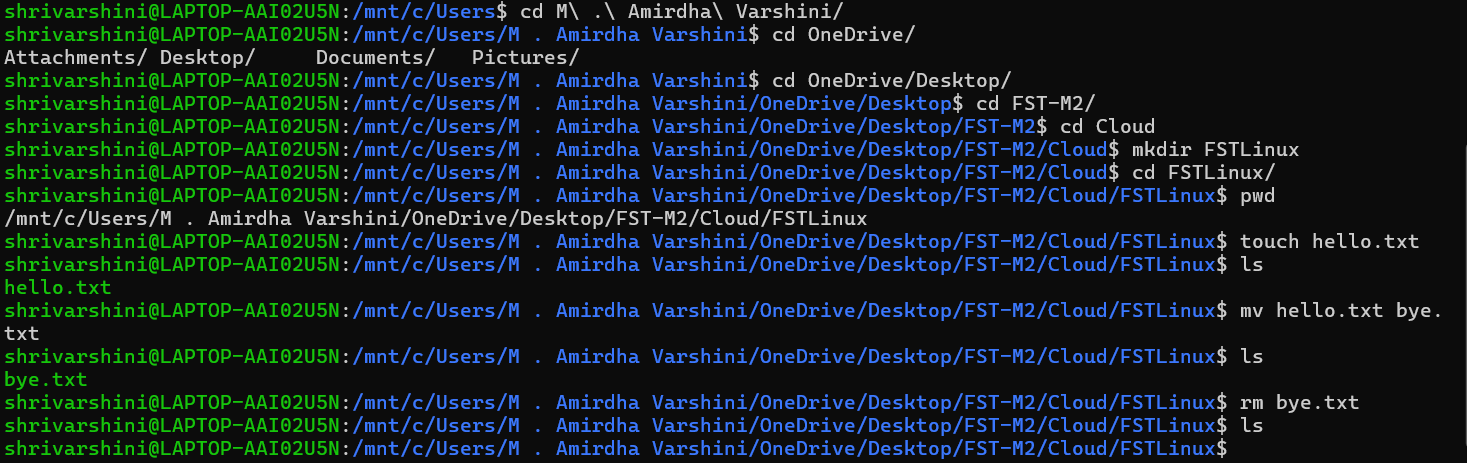 shrivarshini@LAPTOP-AAI02U5N:/mnt/c/Users$ cd M\ .\ Amirdha\ Varshini/
shrivarshini@LAPTOP-AAI02U5N:/mnt/c/Users/M . Amirdha Varshini$ cd OneDrive/
Attachments/ Desktop/     Documents/   Pictures/
shrivarshini@LAPTOP-AAI02U5N:/mnt/c/Users/M . Amirdha Varshini$ cd OneDrive/Desktop/
shrivarshini@LAPTOP-AAI02U5N:/mnt/c/Users/M . Amirdha Varshini/OneDrive/Desktop$ cd FST-M2/
shrivarshini@LAPTOP-AAI02U5N:/mnt/c/Users/M . Amirdha Varshini/OneDrive/Desktop/FST-M2$ cd Cloud
shrivarshini@LAPTOP-AAI02U5N:/mnt/c/Users/M . Amirdha Varshini/OneDrive/Desktop/FST-M2/Cloud$ mkdir FSTLinux
shrivarshini@LAPTOP-AAI02U5N:/mnt/c/Users/M . Amirdha Varshini/OneDrive/Desktop/FST-M2/Cloud$ cd FSTLinux/
shrivarshini@LAPTOP-AAI02U5N:/mnt/c/Users/M . Amirdha Varshini/OneDrive/Desktop/FST-M2/Cloud/FSTLinux$ pwd
/mnt/c/Users/M . Amirdha Varshini/OneDrive/Desktop/FST-M2/Cloud/FSTLinux
shrivarshini@LAPTOP-AAI02U5N:/mnt/c/Users/M . Amirdha Varshini/OneDrive/Desktop/FST-M2/Cloud/FSTLinux$ touch hello.txt
shrivarshini@LAPTOP-AAI02U5N:/mnt/c/Users/M . Amirdha Varshini/OneDrive/Desktop/FST-M2/Cloud/FSTLinux$ ls
hello.txt
shrivarshini@LAPTOP-AAI02U5N:/mnt/c/Users/M . Amirdha Varshini/OneDrive/Desktop/FST-M2/Cloud/FSTLinux$ mv hello.txt bye.
txt
shrivarshini@LAPTOP-AAI02U5N:/mnt/c/Users/M . Amirdha Varshini/OneDrive/Desktop/FST-M2/Cloud/FSTLinux$ ls
bye.txt
shrivarshini@LAPTOP-AAI02U5N:/mnt/c/Users/M . Amirdha Varshini/OneDrive/Desktop/FST-M2/Cloud/FSTLinux$ rm bye.txt
shrivarshini@LAPTOP-AAI02U5N:/mnt/c/Users/M . Amirdha Varshini/OneDrive/Desktop/FST-M2/Cloud/FSTLinux$ ls
shrivarshini@LAPTOP-AAI02U5N:/mnt/c/Users/M . Amirdha Varshini/OneDrive/Desktop/FST-M2/Cloud/FSTLinux$